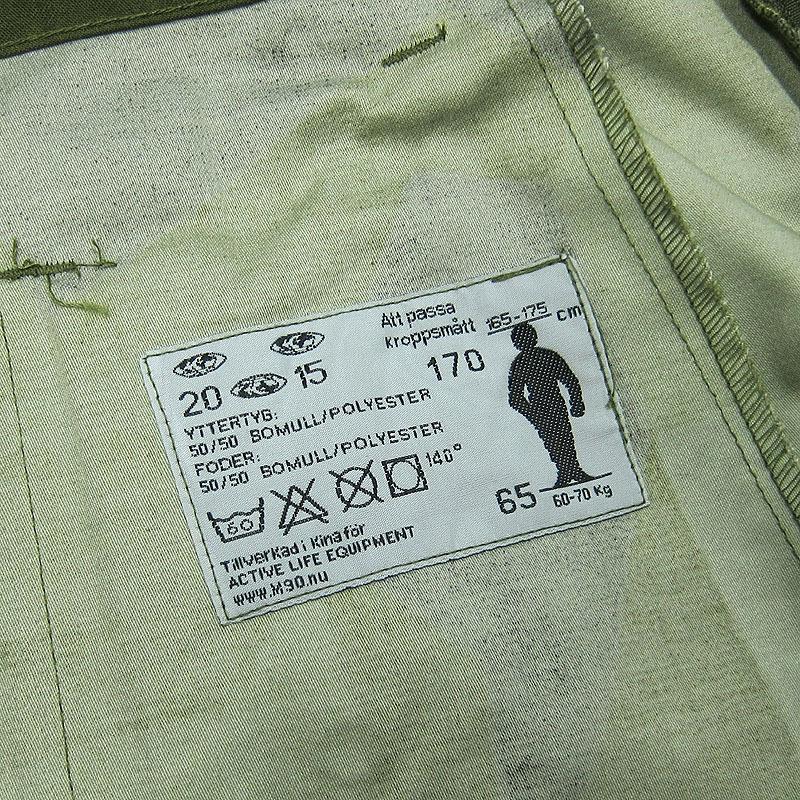 20 15
YTTERTYG:
50/50 BOMULL/POLYESTER
FODER:
50/50 BOMULL/POLYESTER
60
140°
Tillverkad i Kina för
ACTIVE LIFE EQUIPMENT
www.M90.nu
Att passa
kroppsmått 165-175 cm
170
65 60-70 Kg